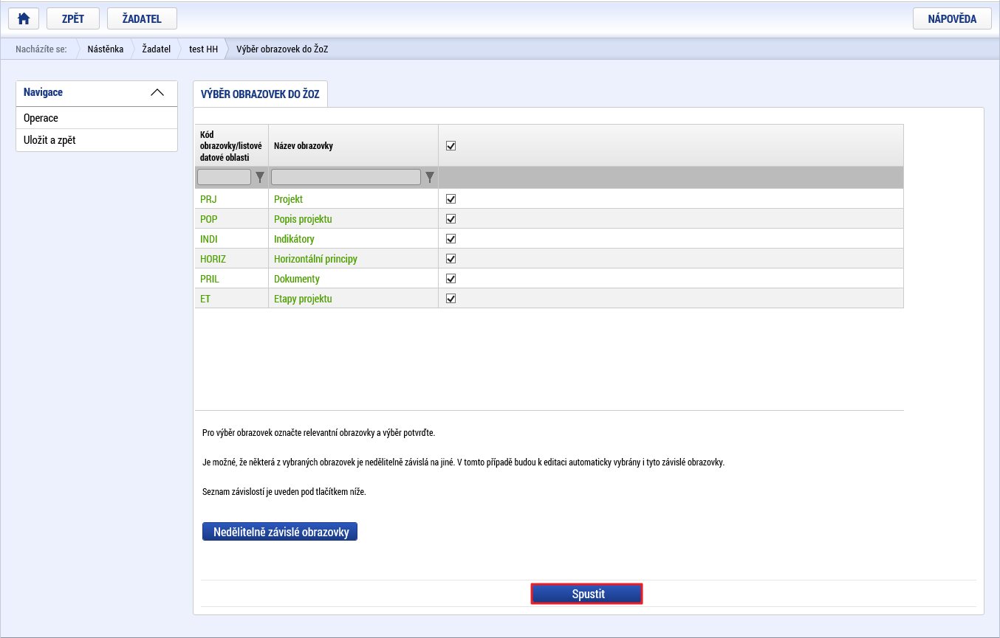 ZPĚT ŽADATEL NÁPOVĚDA
Nacházíte se: Nástěnka Žadatel test HH Výběr obrazovek do ŽoZ
Navigace
Operace
Uložit a zpět
VÝBĚR OBRAZOVEK DO ŽOZ
Kód
obrazovky/listové
datové oblasti
Název obrazovky
PRJ Projekt
POP Popis projektu
INDI Indikátory
HORIZ Horizontální principy
PRIL Dokumenty
ET Etapy projektu
Pro výběr obrazovek označte relevantní obrazovky a výběr potvrďte.
Je možné, že některá z vybraných obrazovek je nedělitelně závislá na jiné. V tomto případě budou k editaci automaticky vybrány i tyto závislé obrazovky.
Seznam závislostí je uveden pod tlačítkem níže.
Nedělitelně závislé obrazovky
Spustit